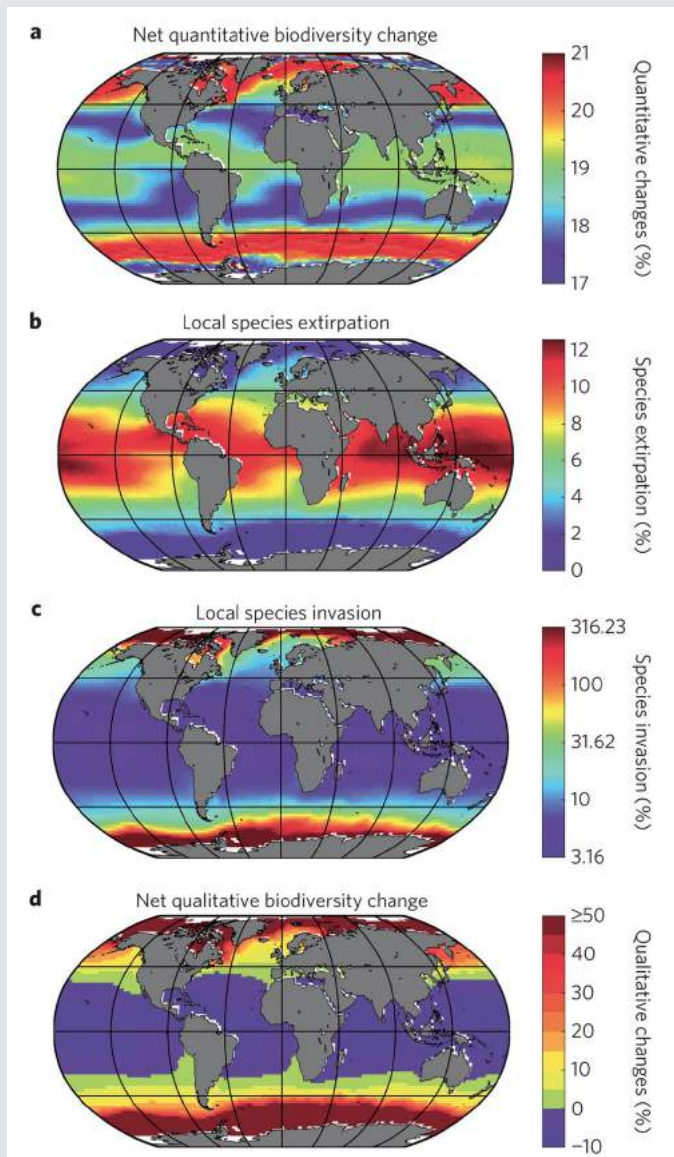 a
Net quantitative biodiversity change
21
20
19
18
17
Quantitative changes (%)
b
Local species extirpation
12
10
8
6
4
2
0
Species extirpation (%)
c
Local species invasion
316.23
100
31.62
10
3.16
Species invasion (%)
d
Net qualitative biodiversity change
≥50
40
30
20
10
0
−10
Qualitative changes (%)